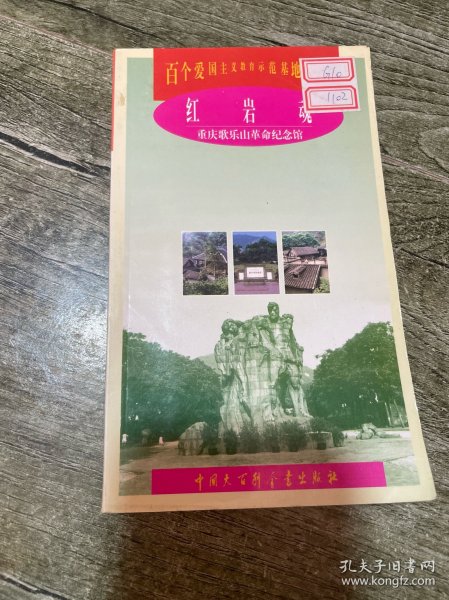 百个爱国主义教育示范基地
G10
1102
红岩魂
重庆歌乐山革命纪念馆
中国大百科全书出版社
孔夫子旧书网
www.kongfz.com